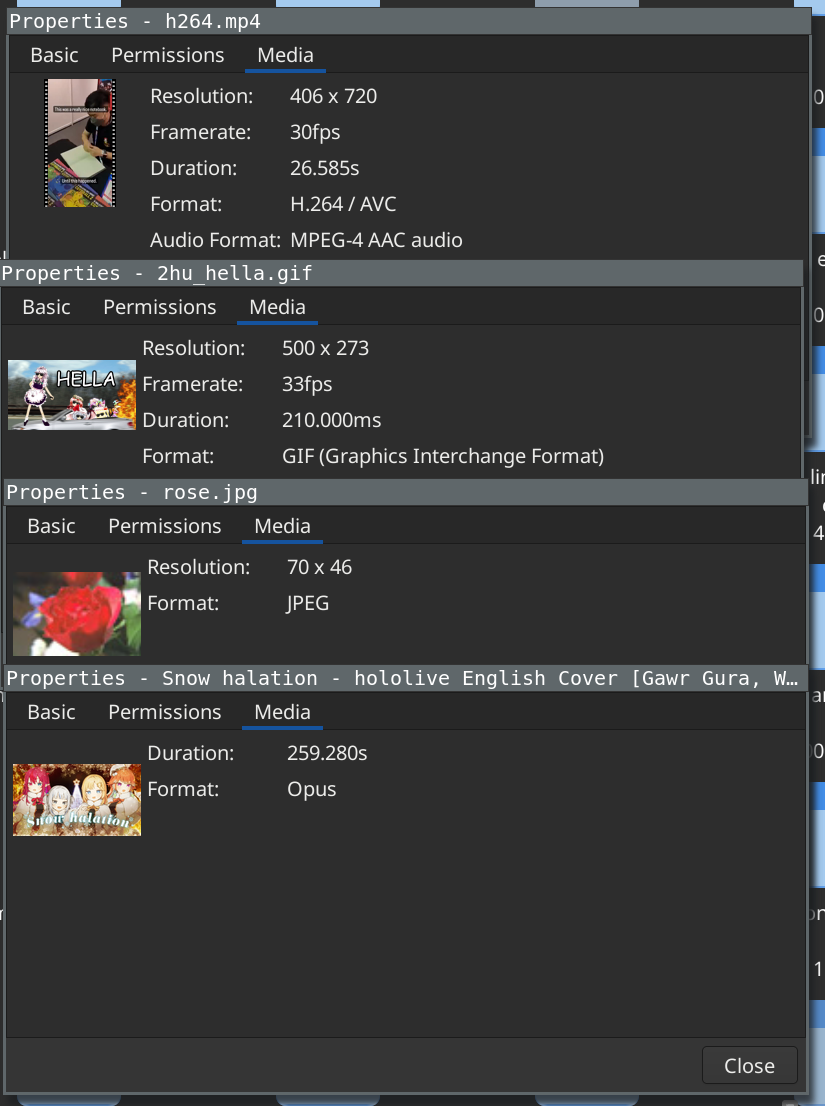 Properties - h264.mp4
Basic Permissions Media
Resolution: 406 x 720
Framerate: 30fps
Duration: 26.585s
Format: H.264 / AVC
Audio Format: MPEG-4 AAC audio
This was a really nice notebook.
Until this happened.
Properties - 2hu_hella.gif
Basic Permissions Media
HELLA
Resolution: 500 x 273
Framerate: 33fps
Duration: 210.000ms
Format: GIF (Graphics Interchange Format)
Properties - rose.jpg
Basic Permissions Media
Resolution: 70 x 46
Format: JPEG
Properties - Snow halation - hololive English Cover [Gawr Gura, W…
Basic Permissions Media
Duration: 259.280s
Format: Opus
Snow halation
Close